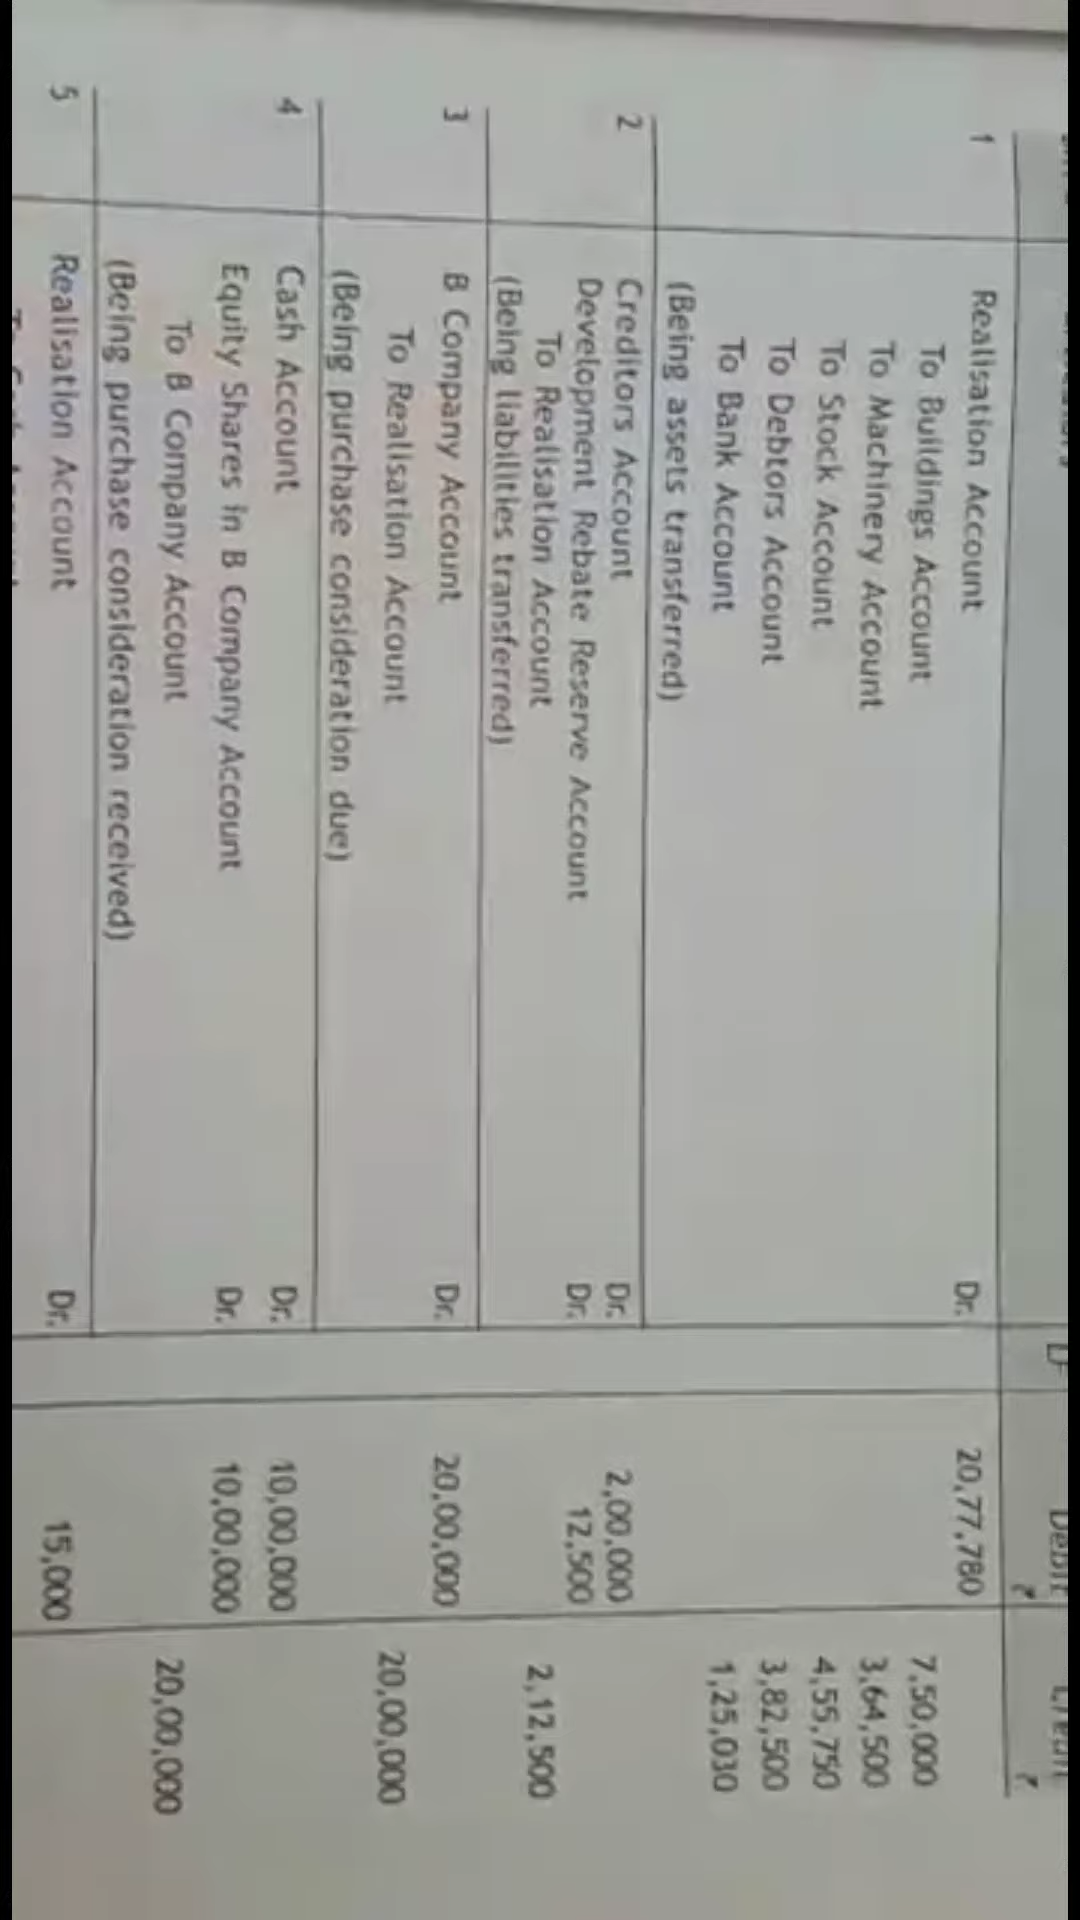 LF Debit Credit
₹ ₹
1 Realisation Account Dr. 20,77,780
To Buildings Account 7,50,000
To Machinery Account 3,64,500
To Stock Account 4,55,750
To Debtors Account 3,82,500
To Bank Account 1,25,030
(Being assets transferred)
2 Creditors Account Dr. 2,00,000
Development Rebate Reserve Account Dr. 12,500
To Realisation Account 2,12,500
(Being liabilities transferred)
3 B Company Account Dr. 20,00,000
To Realisation Account 20,00,000
(Being purchase consideration due)
4 Cash Account Dr. 10,00,000
Equity Shares in B Company Account Dr. 10,00,000
To B Company Account 20,00,000
(Being purchase consideration received)
5 Realisation Account Dr. 15,000